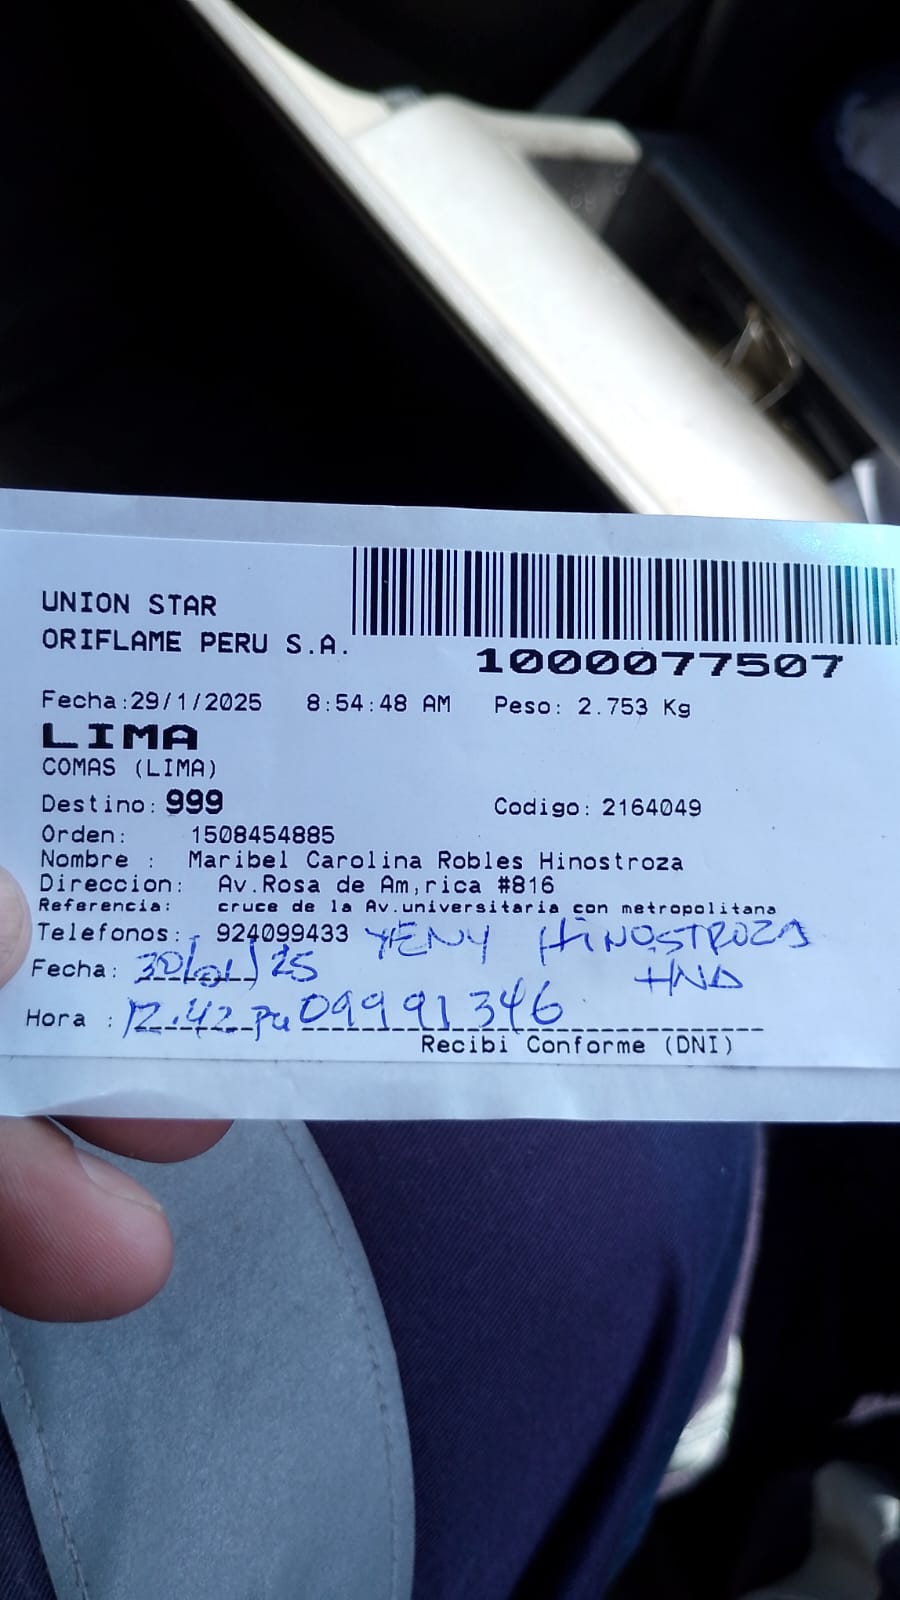 UNION STAR
ORIFLAME PERU S.A.
1000077507
Fecha:29/1/2025 8:54:48 AM Peso: 2.753 Kg
LIMA
COMAS (LIMA)
Destino: 999 Codigo: 2164049
Orden: 1508454885
Nombre : Maribel Carolina Robles Hinostroza
Direccion: Av.Rosa de Am,rica #816
Referencia: cruce de la Av.universitaria con metropolitana
Telefonos: - 924099433 YENY HINOSTROZA
Fecha: 30/01/25 HNA
Hora : 12.42 pm 09991346
Recibi Conforme (DNI)